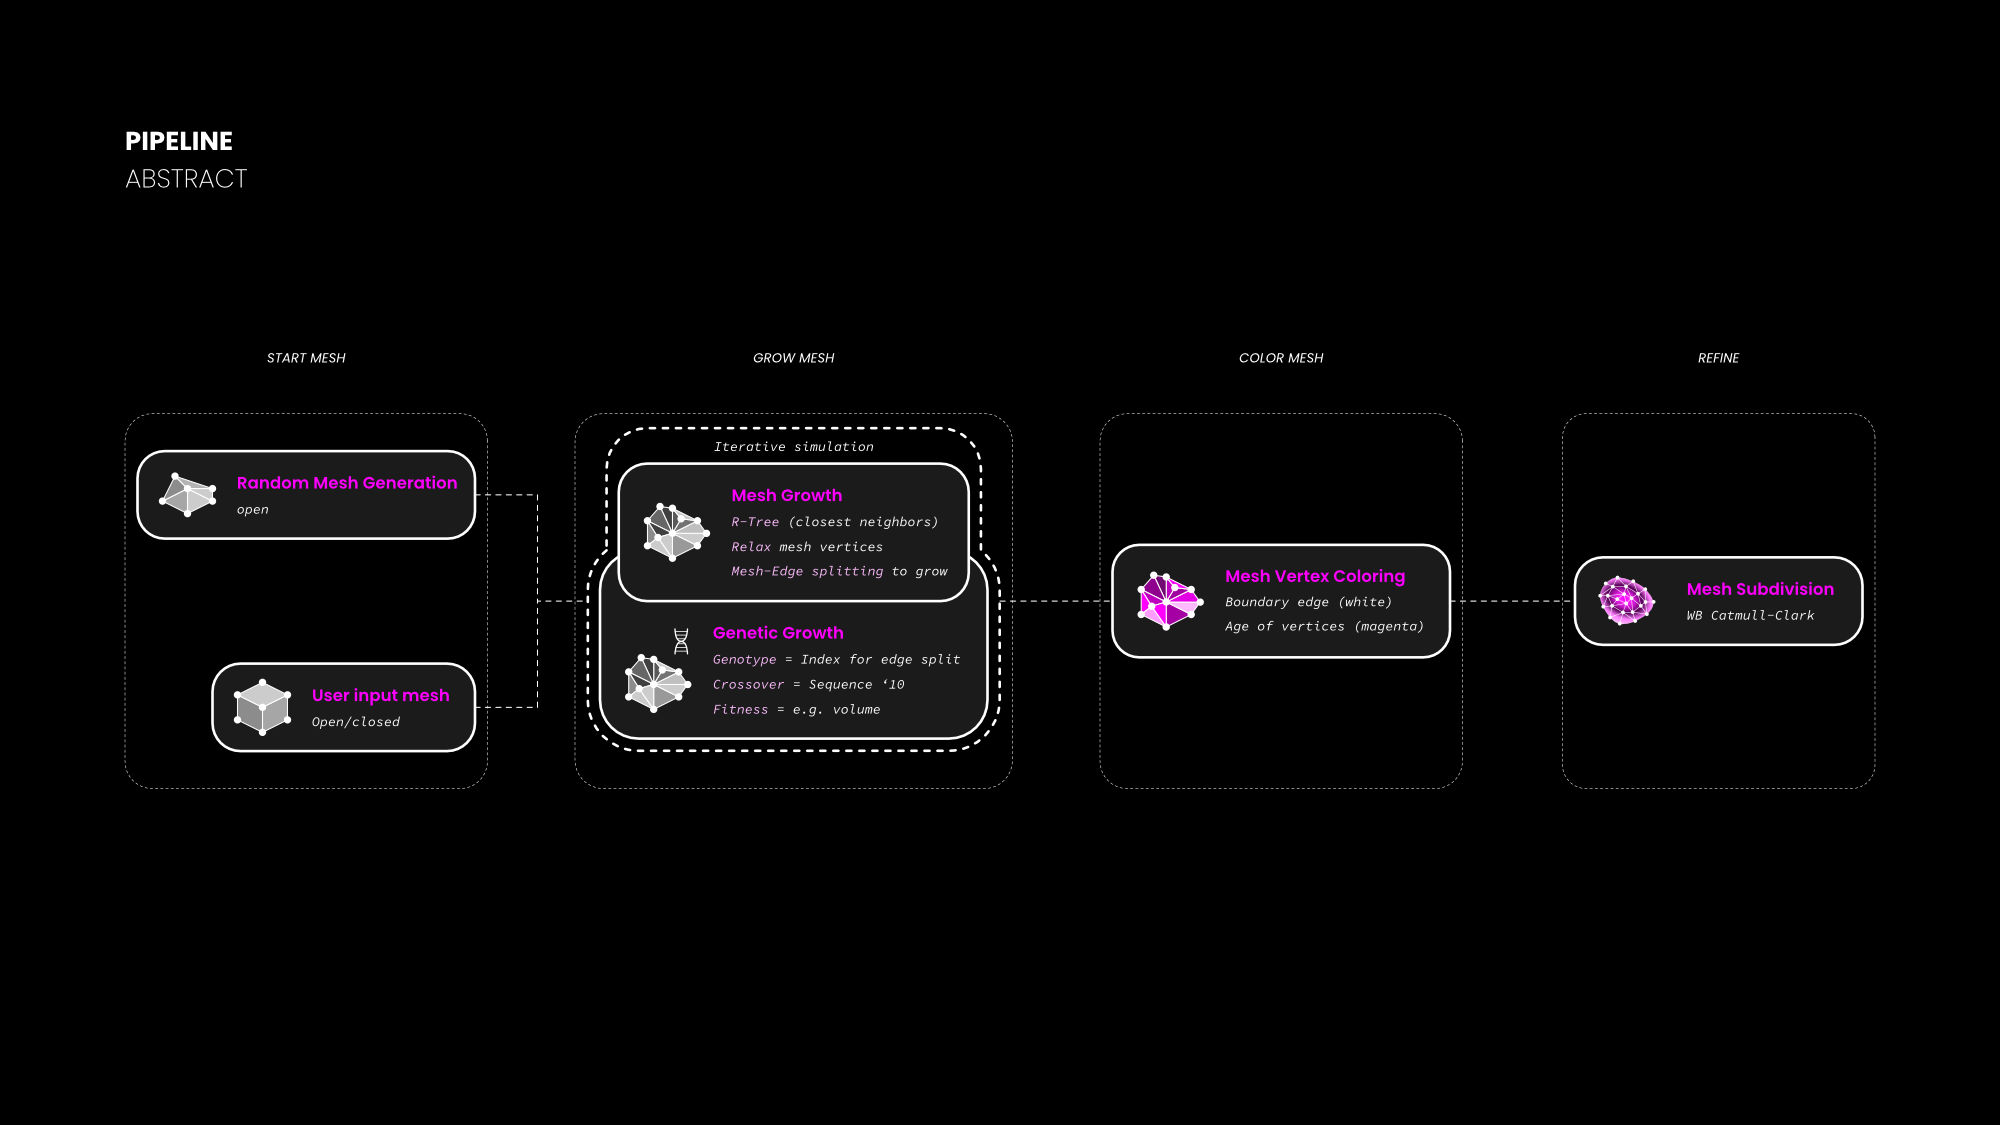 PIPELINE
ABSTRACT
START MESH
GROW MESH
COLOR MESH
REFINE
Random Mesh Generation
open
User input mesh
Open/closed
Iterative simulation
Mesh Growth
R-Tree (closest neighbors)
Relax mesh vertices
Mesh-Edge splitting to grow
Genetic Growth
Genotype = Index for edge split
Crossover = Sequence ‘10
Fitness = e.g. volume
Mesh Vertex Coloring
Boundary edge (white)
Age of vertices (magenta)
Mesh Subdivision
WB Catmull-Clark